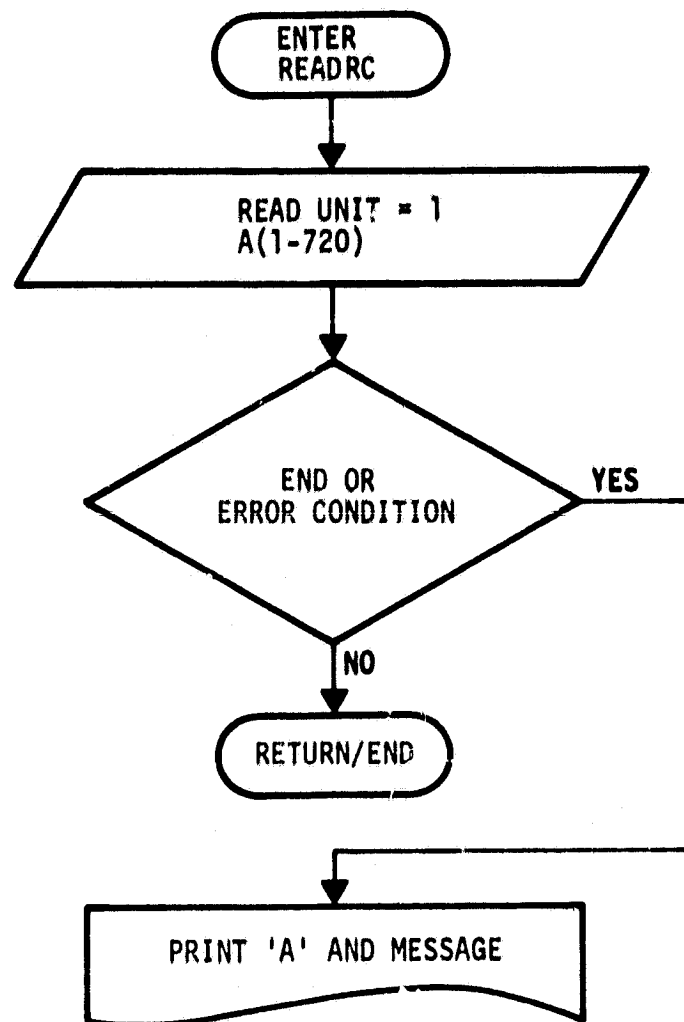 ENTER
READRC
READ UNIT = 1
A(1-720)
END OR
ERROR CONDITION
YES
NO
RETURN/END
PRINT 'A' AND MESSAGE